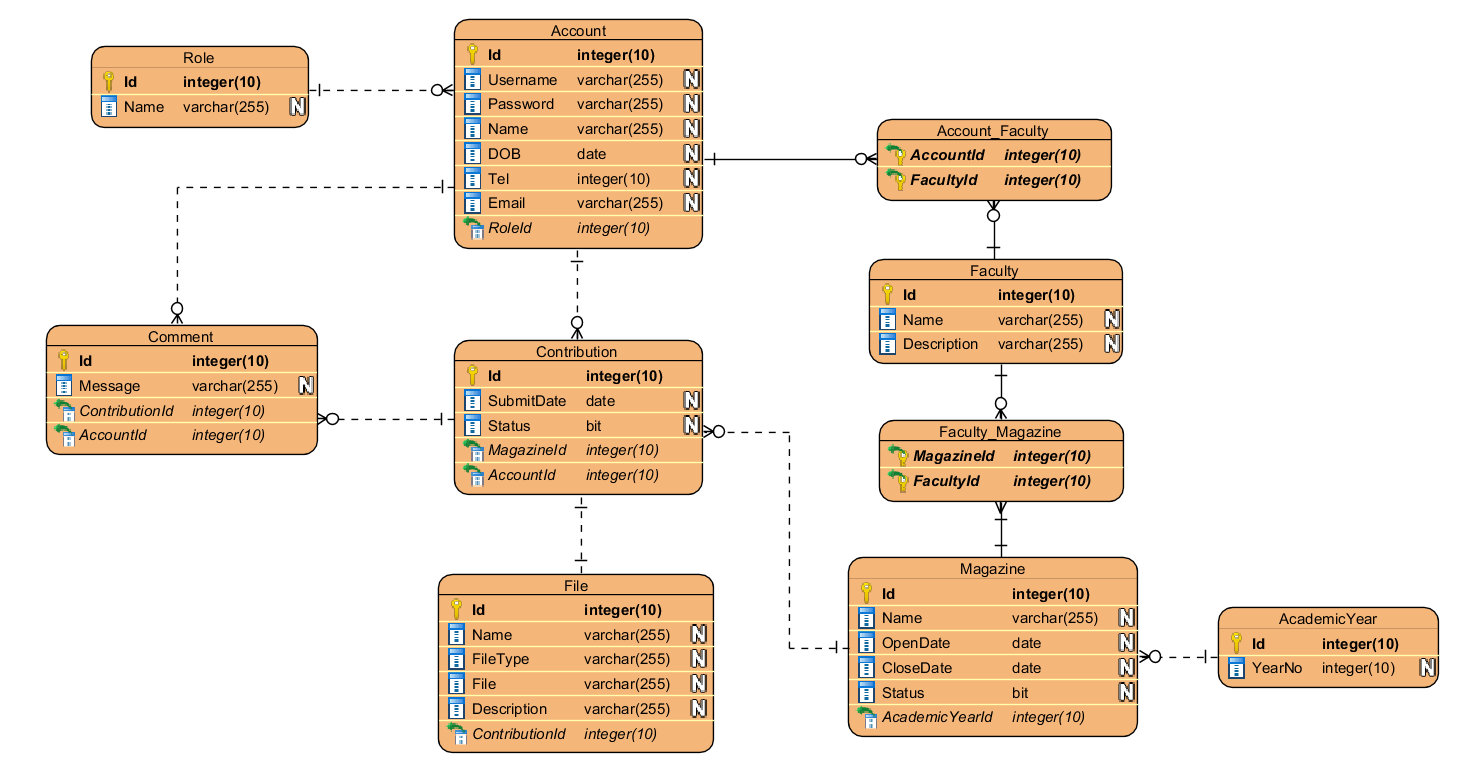 Role
Id integer(10)
Name varchar(255) N
Account
Id integer(10)
Username varchar(255) N
Password varchar(255) N
Name varchar(255) N
DOB date N
Tel integer(10) N
Email varchar(255) N
RoleId integer(10)
Account_Faculty
AccountId integer(10)
FacultyId integer(10)
Faculty
Id integer(10)
Name varchar(255) N
Description varchar(255) N
Comment
Id integer(10)
Message varchar(255) N
ContributionId integer(10)
AccountId integer(10)
Contribution
Id integer(10)
SubmitDate date N
Status bit N
MagazineId integer(10)
AccountId integer(10)
Faculty_Magazine
MagazineId integer(10)
FacultyId integer(10)
File
Id integer(10)
Name varchar(255) N
FileType varchar(255) N
File varchar(255) N
Description varchar(255) N
ContributionId integer(10)
Magazine
Id integer(10)
Name varchar(255) N
OpenDate date N
CloseDate date N
Status bit N
AcademicYearId integer(10)
AcademicYear
Id integer(10)
YearNo integer(10) N